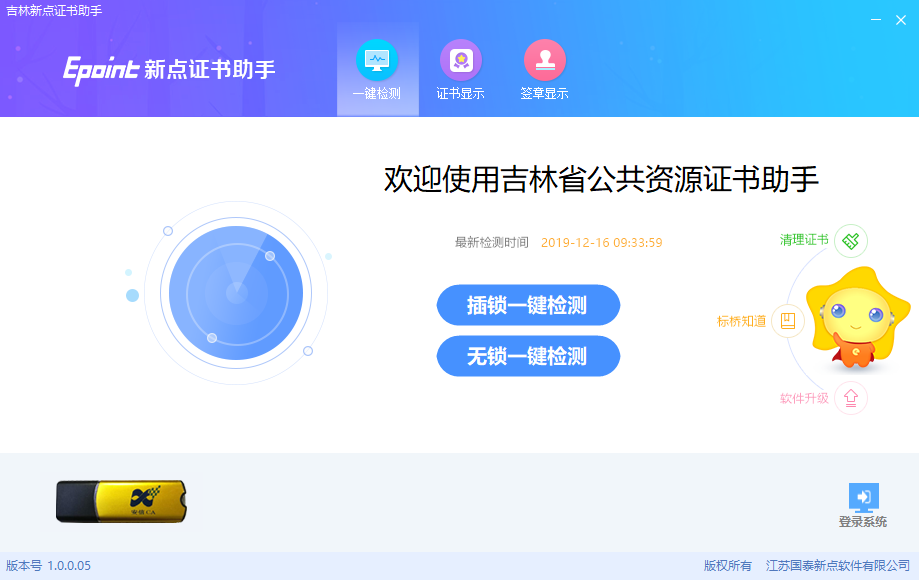 吉林新点证书助手
Epoint 新点证书助手
一键检测
证书显示
签章显示
欢迎使用吉林省公共资源证书助手
最新检测时间 2019-12-16 09:33:59
清理证书
插锁一键检测
标桥知道
无锁一键检测
软件升级
登录系统
版本号 1.0.0.05
版权所有 江苏国泰新点软件有限公司